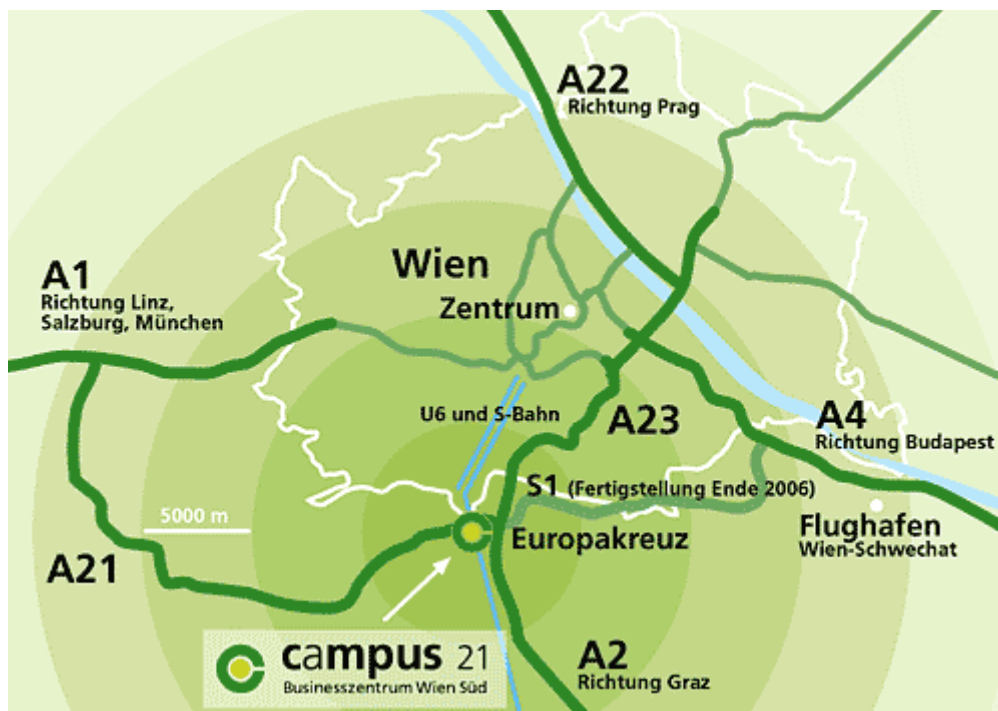 A22
Richtung Prag
Wien
Zentrum
A1
Richtung Linz,
Salzburg, München
U6 und S-Bahn
A23
A4
Richtung Budapest
S1 (Fertigstellung Ende 2006)
5000 m
Flughafen
Wien-Schwechat
Europakreuz
A21
campus 21
Businesszentrum Wien Süd
A2
Richtung Graz